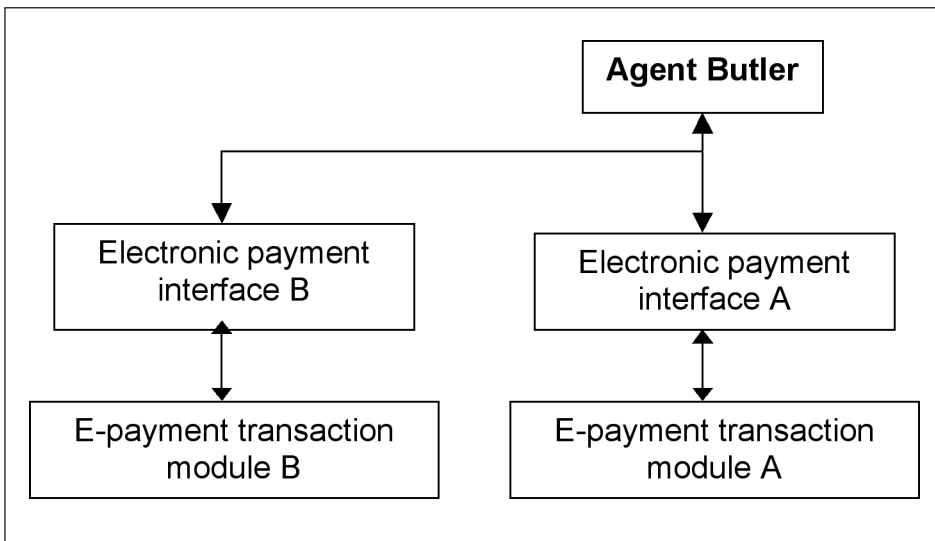 Agent Butler
Electronic payment
interface B
Electronic payment
interface A
E-payment transaction
module B
E-payment transaction
module A